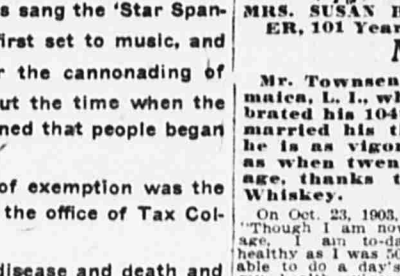 s sang the 'Star Span-
first set to music, and
r the cannonading of
ut the time when the
ned that people began
of exemption was the
the office of Tax Col-
disease and death and
MRS. SUSAN B
ER, 101 Year
Mr. Townsen
maica, L. I., wh
brated his 104
married his t
he is as vigor
as when twen
age, thanks t
Whiskey.
On Oct. 23, 1903,
"Though I am now
age, I am to-da
healthy as I was 50
able to do a day's